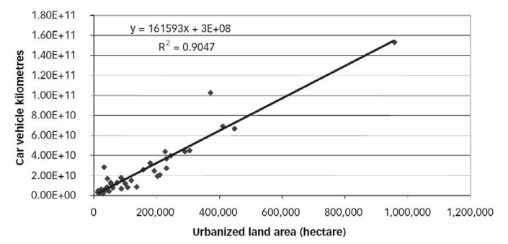 1.80E+11
1.60E+11
1.40E+11
1.20E+11
1.00E+11
8.00E+10
6.00E+10
4.00E+10
2.00E+10
0.00E+00
Car vehicle kilometres
y = 161593x + 3E+08
R² = 0.9047
0 200,000 400,000 600,000 800,000 1,000,000 1,200,000
Urbanized land area (hectare)